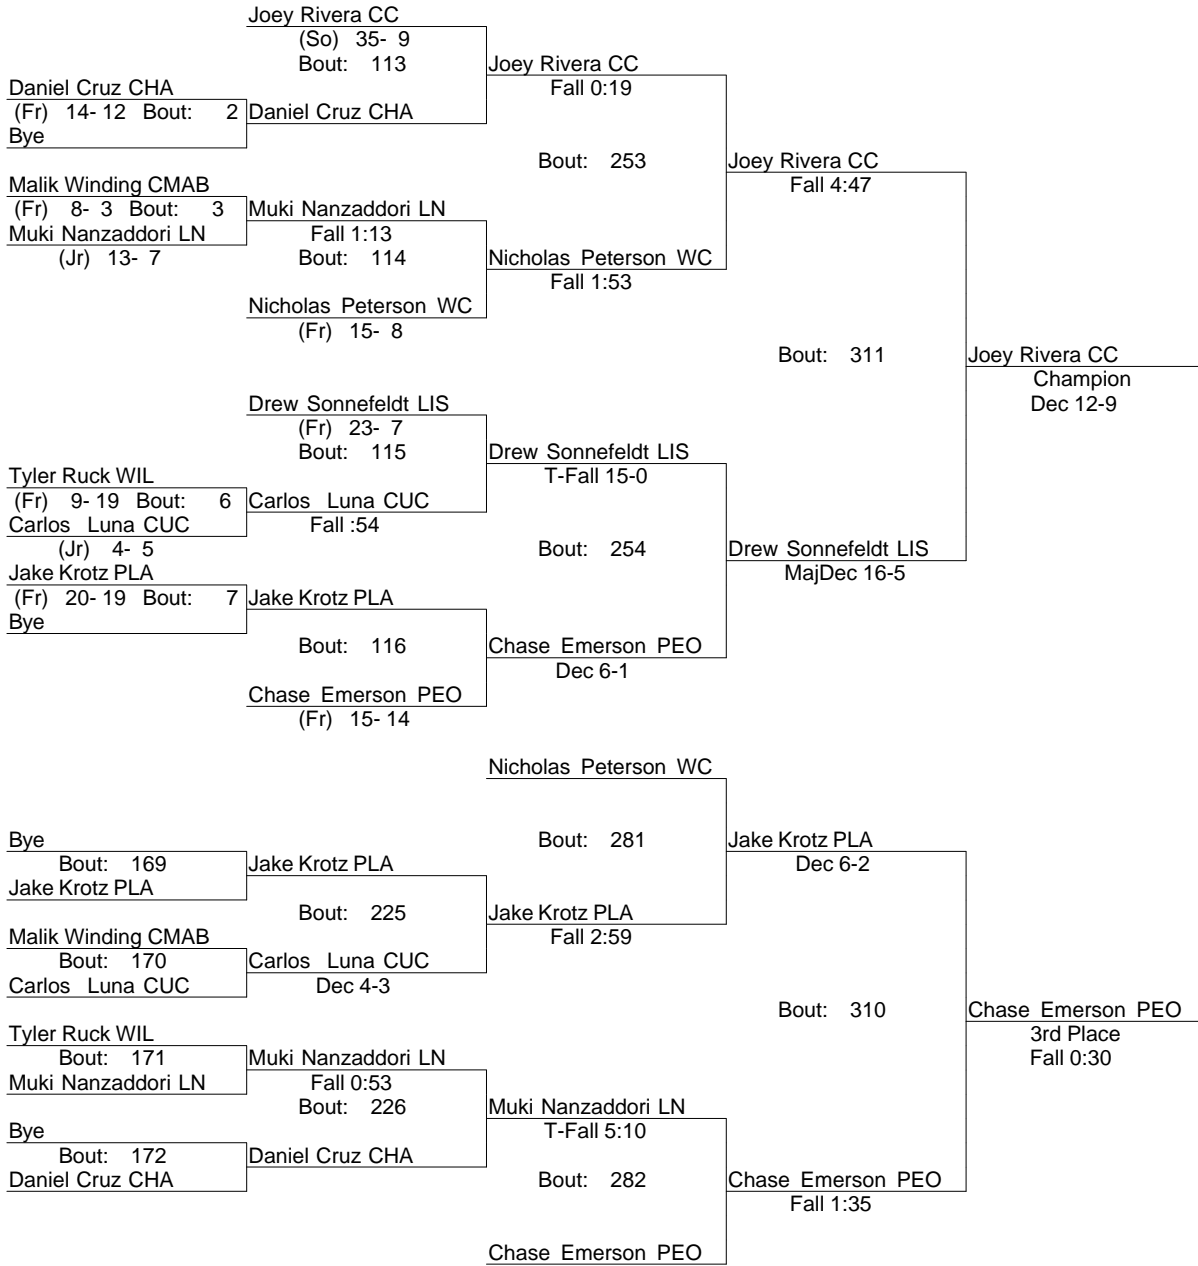 Joey Rivera CC
(So) 35- 9
Bout: 113 Joey Rivera CC
Daniel Cruz CHA Fall 0:19
(Fr) 14- 12 Bout: 2 Daniel Cruz CHA
Bye
Bout: 253 Joey Rivera CC
Malik Winding CMAB Fall 4:47
(Fr) 8- 3 Bout: 3 Muki Nanzaddori LN
Muki Nanzaddori LN Fall 1:13
(Jr) 13- 7 Bout: 114 Nicholas Peterson WC
Fall 1:53
Nicholas Peterson WC
(Fr) 15- 8
Bout: 311 Joey Rivera CC
Champion
Drew Sonnefeldt LIS Dec 12-9
(Fr) 23- 7
Bout: 115 Drew Sonnefeldt LIS
Tyler Ruck WIL T-Fall 15-0
(Fr) 9- 19 Bout: 6 Carlos Luna CUC
Carlos Luna CUC Fall :54
(Jr) 4- 5 Bout: 254 Drew Sonnefeldt LIS
Jake Krotz PLA MajDec 16-5
(Fr) 20- 19 Bout: 7 Jake Krotz PLA
Bye
Bout: 116 Chase Emerson PEO
Dec 6-1
Chase Emerson PEO
(Fr) 15- 14
Nicholas Peterson WC
Bye Bout: 281 Jake Krotz PLA
Bout: 169 Jake Krotz PLA Dec 6-2
Jake Krotz PLA
Bout: 225 Jake Krotz PLA
Malik Winding CMAB Fall 2:59
Bout: 170 Carlos Luna CUC
Carlos Luna CUC Dec 4-3
Bout: 310 Chase Emerson PEO
Tyler Ruck WIL 3rd Place
Bout: 171 Muki Nanzaddori LN Fall 0:30
Muki Nanzaddori LN Fall 0:53
Bout: 226 Muki Nanzaddori LN
Bye T-Fall 5:10
Bout: 172 Daniel Cruz CHA
Daniel Cruz CHA Bout: 282 Chase Emerson PEO
Fall 1:35
Chase Emerson PEO